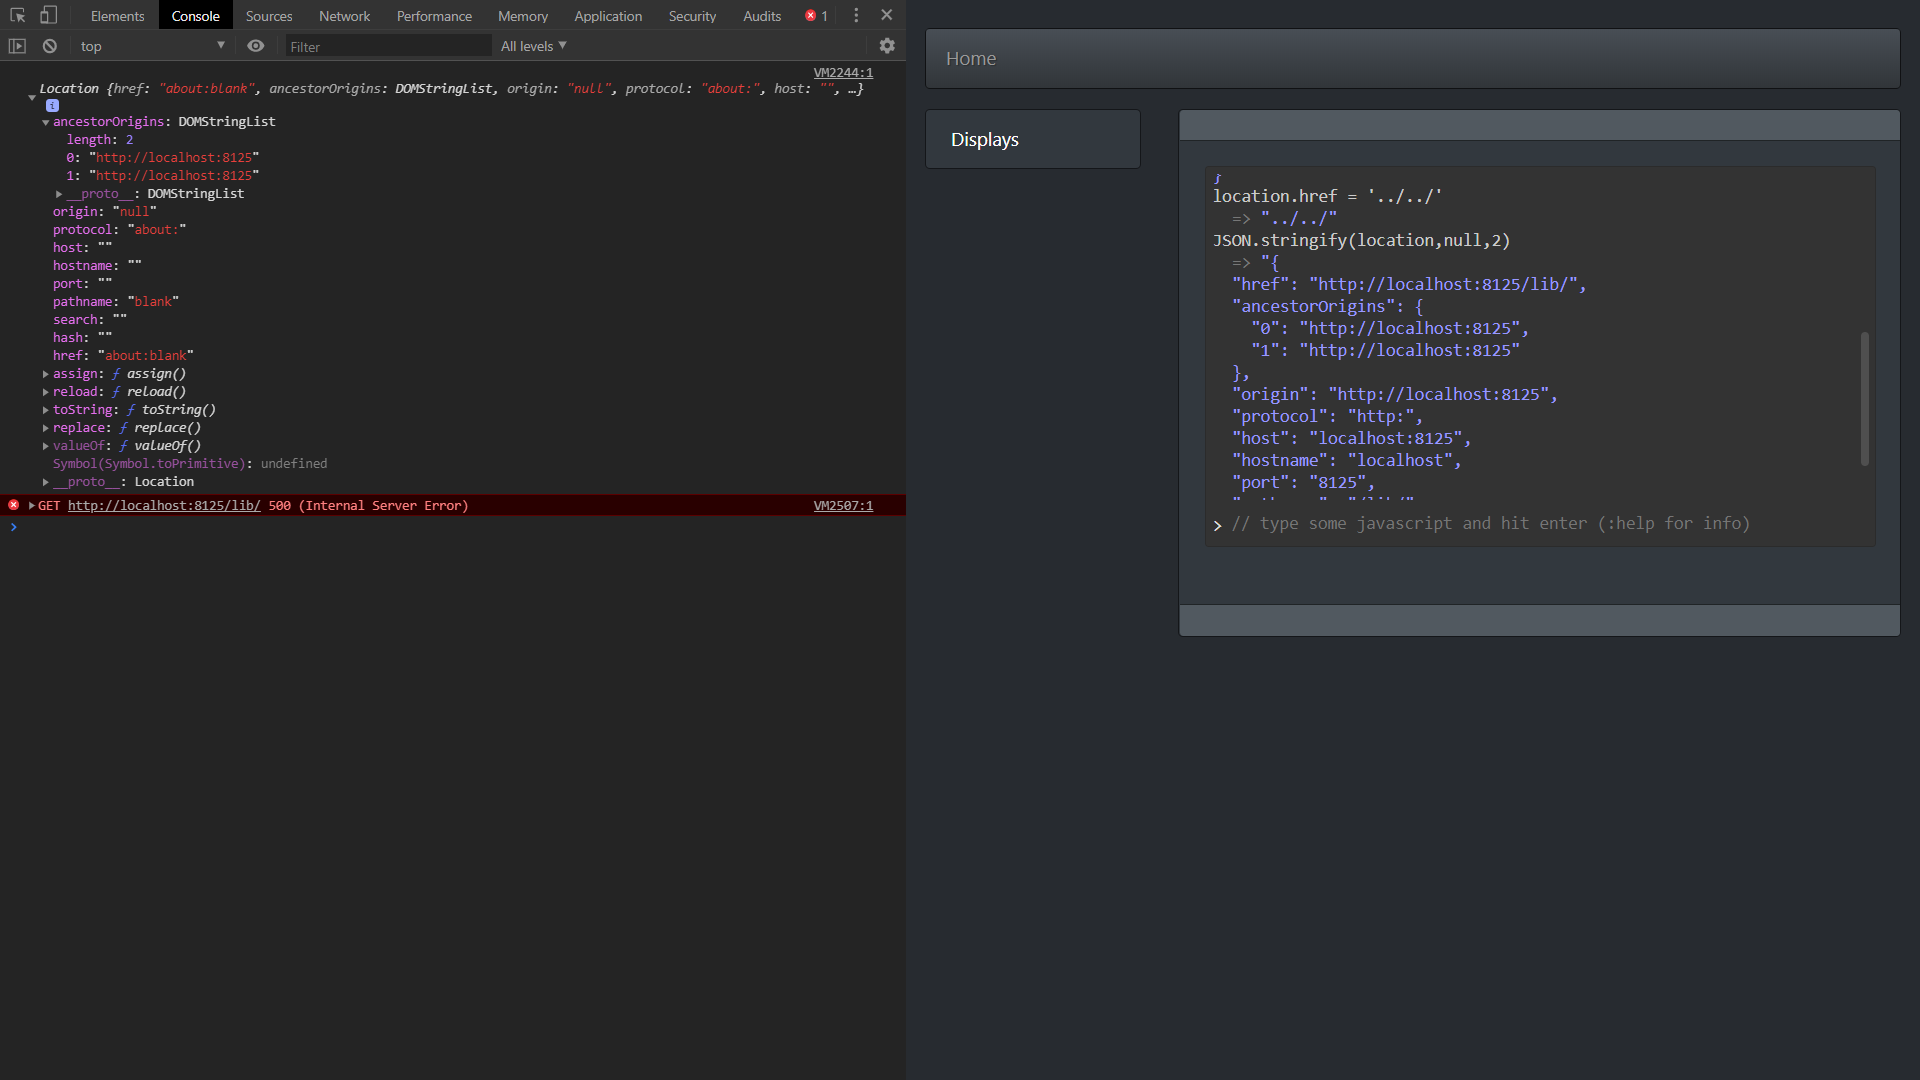 Elements Console Sources Network Performance Memory Application Security Audits 1
top Filter All levels
VM2244:1
Location {href: "about:blank", ancestorOrigins: DOMStringList, origin: "null", protocol: "about:", host: "", …}
i
ancestorOrigins: DOMStringList
length: 2
0: "http://localhost:8125"
1: "http://localhost:8125"
__proto__: DOMStringList
origin: "null"
protocol: "about:"
host: ""
hostname: ""
port: ""
pathname: "blank"
search: ""
hash: ""
href: "about:blank"
assign: ƒ assign()
reload: ƒ reload()
toString: ƒ toString()
replace: ƒ replace()
valueOf: ƒ valueOf()
Symbol(Symbol.toPrimitive): undefined
__proto__: Location
GET http://localhost:8125/lib/ 500 (Internal Server Error) VM2507:1
>
Home
Displays
}
location.href = '../../'
=> "../../"
JSON.stringify(location,null,2)
=> "{
"href": "http://localhost:8125/lib/",
"ancestorOrigins": {
"0": "http://localhost:8125",
"1": "http://localhost:8125"
},
"origin": "http://localhost:8125",
"protocol": "http:",
"host": "localhost:8125",
"hostname": "localhost",
"port": "8125",
> // type some javascript and hit enter (:help for info)